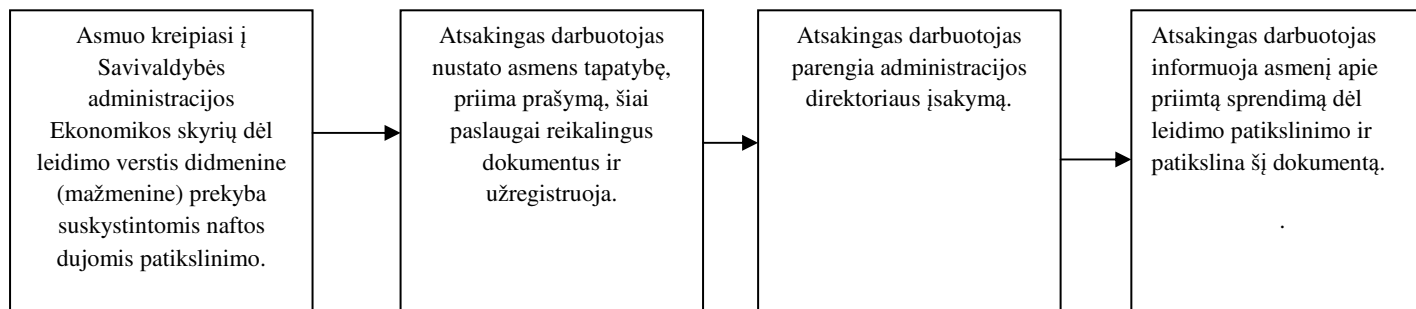 Asmuo kreipiasi į
Savivaldybės
administracijos
Ekonomikos skyrių dėl
leidimo verstis didmenine
(mažmenine) prekyba
suskystintomis naftos
dujomis patikslinimo.
Atsakingas darbuotojas
nustato asmens tapatybę,
priima prašymą, šiai
paslaugai reikalingus
dokumentus ir
užregistruoja.
Atsakingas darbuotojas
parengia administracijos
direktoriaus įsakymą.
Atsakingas darbuotojas
informuoja asmenį apie
priimtą sprendimą dėl
leidimo patikslinimo ir
patikslina šį dokumentą.
.